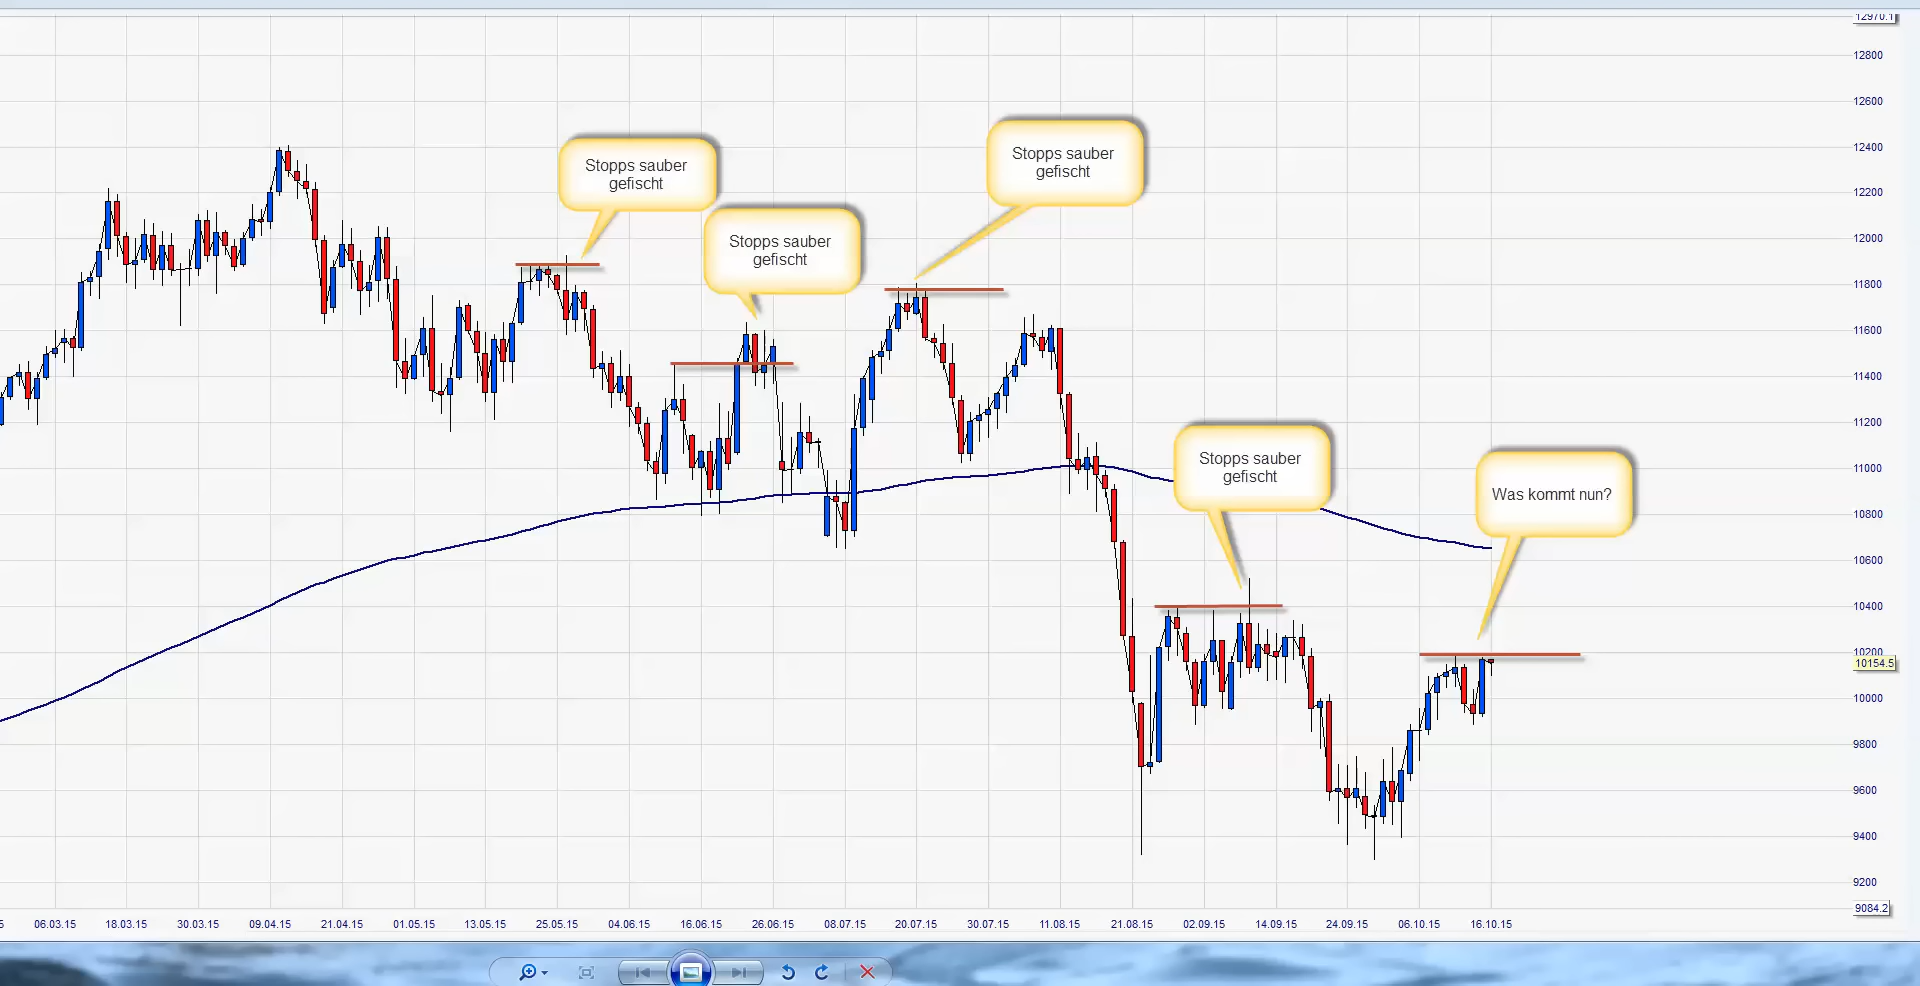 12970.1
12800
12600
12400
12200
12000
11800
11600
11400
11200
11000
10800
10600
10400
10200
10154.5
10000
9800
9600
9400
9200
9084.2
Stopps sauber
gefischt
Stopps sauber
gefischt
Stopps sauber
gefischt
Stopps sauber
gefischt
Was kommt nun?
5 06.03.15 18.03.15 30.03.15 09.04.15 21.04.15 01.05.15 13.05.15 25.05.15 04.06.15 16.06.15 26.06.15 08.07.15 20.07.15 30.07.15 11.08.15 21.08.15 02.09.15 14.09.15 24.09.15 06.10.15 16.10.15